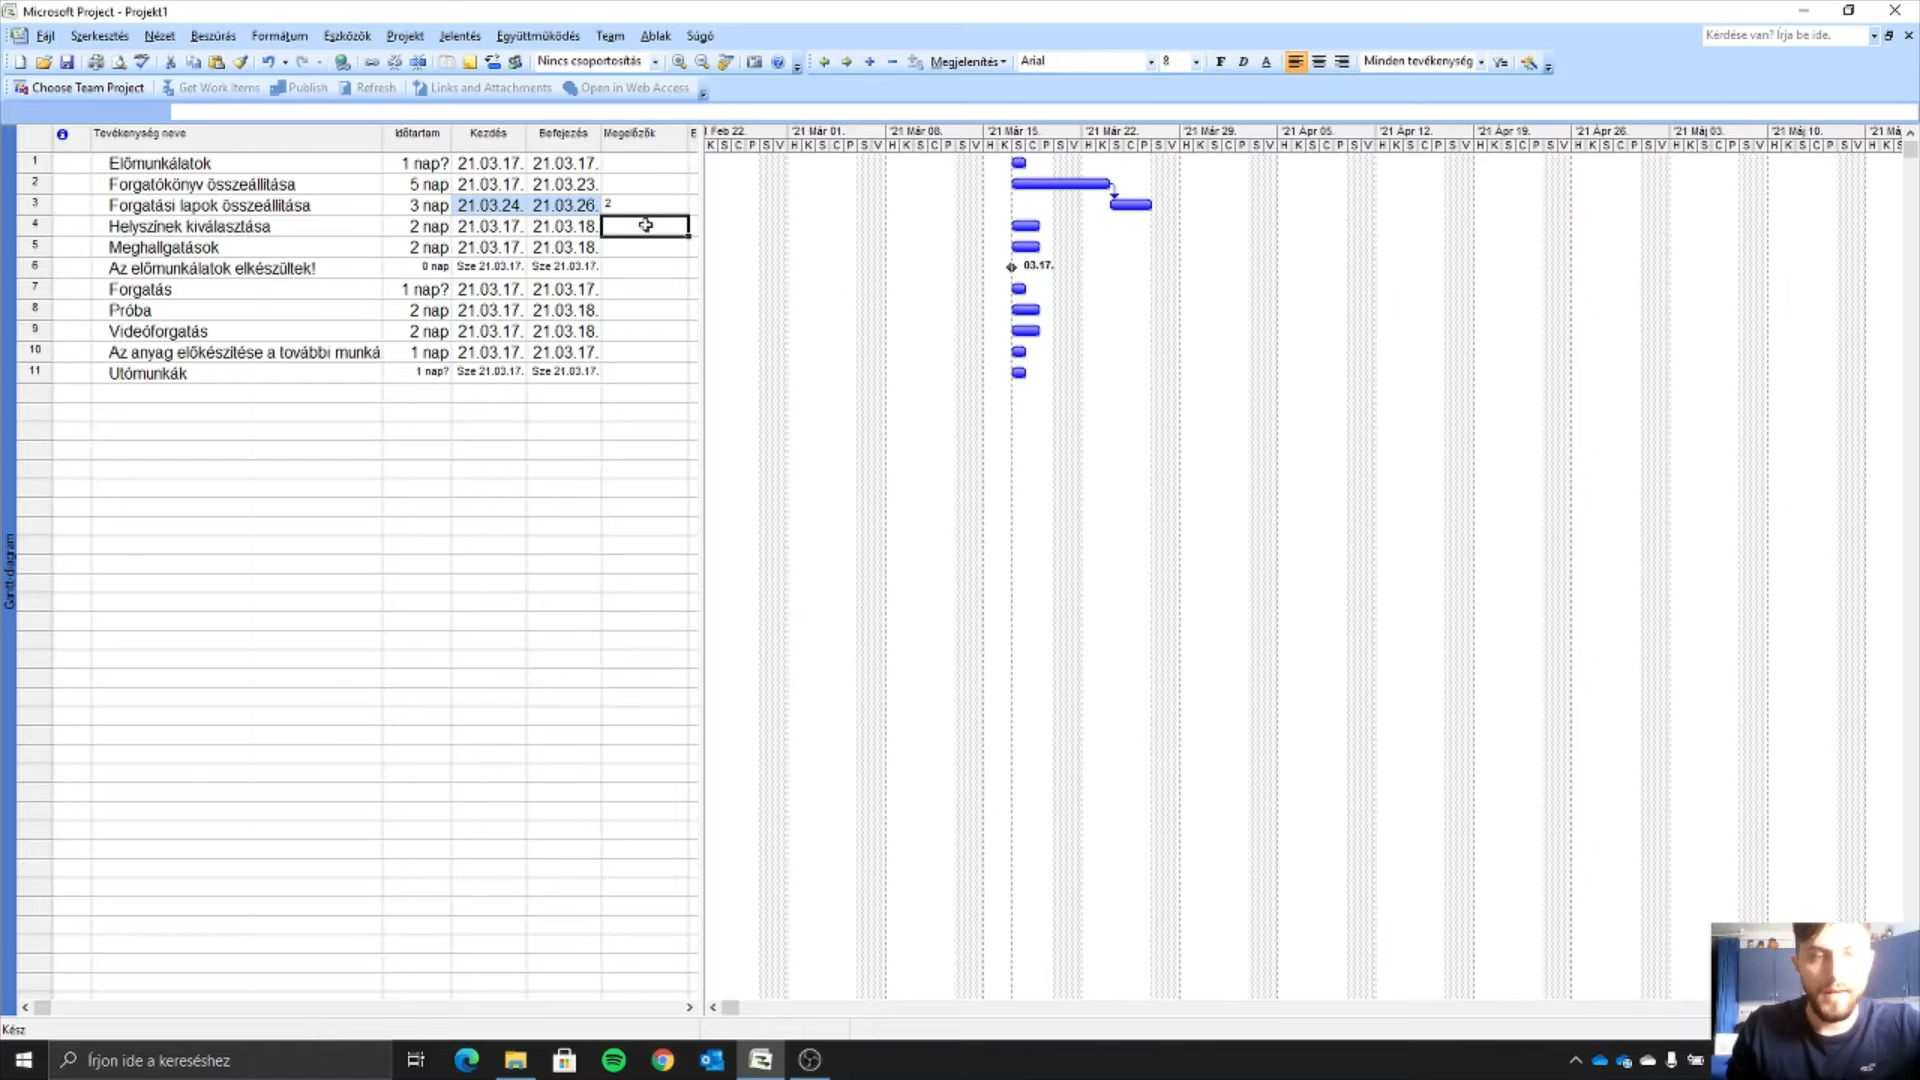 Microsoft Project - Projekt1
Fájl Szerkesztés Nézet Beszúrás Formátum Eszközök Projekt Jelentés Együttműködés Team Ablak Súgó Kérdése van? Írja be ide.
Nincs csoportosítás Megjelenítés Arial 8 F D A Minden tevékenység
Choose Team Project Get Work Items Publish Refresh Links and Attachments Open in Web Access
Tevékenység neve Időtartam Kezdés Befejezés Megelőzők E
Feb 22. '21 Már 01. '21 Már 08. '21 Már 15. '21 Már 22. '21 Már 29. '21 Ápr 05. '21 Ápr 12. '21 Ápr 19. '21 Ápr 26. '21 Máj 03. '21 Máj 10. '21 Má
1 Előmunkálatok 1 nap? 21.03.17. 21.03.17.
2 Forgatókönyv összeállítása 5 nap 21.03.17. 21.03.23.
3 Forgatási lapok összeállítása 3 nap 21.03.24. 21.03.26. 2
4 Helyszínek kiválasztása 2 nap 21.03.17. 21.03.18.
5 Meghallgatások 2 nap 21.03.17. 21.03.18.
6 Az előmunkálatok elkészültek! 0 nap Sze 21.03.17. Sze 21.03.17. 03.17.
7 Forgatás 1 nap? 21.03.17. 21.03.17.
8 Próba 2 nap 21.03.17. 21.03.18.
9 Videóforgatás 2 nap 21.03.17. 21.03.18.
10 Az anyag előkészítése a további munká 1 nap 21.03.17. 21.03.17.
11 Utómunkák 1 nap? Sze 21.03.17. Sze 21.03.17.
Gantt-diagram
Kész
Írjon ide a kereséshez